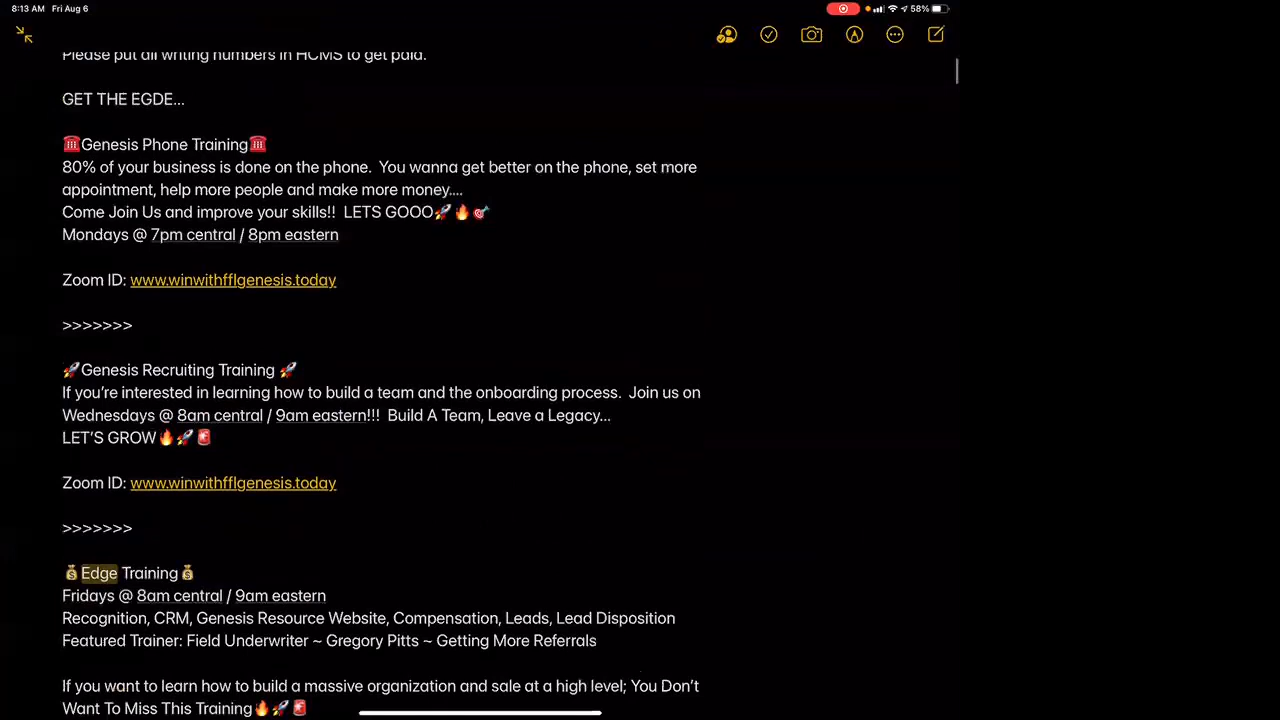 8:13 AM Fri Aug 6
58%
Please put all writing numbers in HCMS to get paid.
GET THE EGDE...
☎️Genesis Phone Training☎️
80% of your business is done on the phone. You wanna get better on the phone, set more
appointment, help more people and make more money....
Come Join Us and improve your skills!! LETS GOOO🚀🔥🎯
Mondays @ 7pm central / 8pm eastern
Zoom ID: www.winwithfflgenesis.today
>>>>>>>
🚀Genesis Recruiting Training 🚀
If you’re interested in learning how to build a team and the onboarding process. Join us on
Wednesdays @ 8am central / 9am eastern!!! Build A Team, Leave a Legacy...
LET’S GROW🔥🚀🚨
Zoom ID: www.winwithfflgenesis.today
>>>>>>>
💰Edge Training💰
Fridays @ 8am central / 9am eastern
Recognition, CRM, Genesis Resource Website, Compensation, Leads, Lead Disposition
Featured Trainer: Field Underwriter ~ Gregory Pitts ~ Getting More Referrals
If you want to learn how to build a massive organization and sale at a high level; You Don’t
Want To Miss This Training🔥🚀🚨